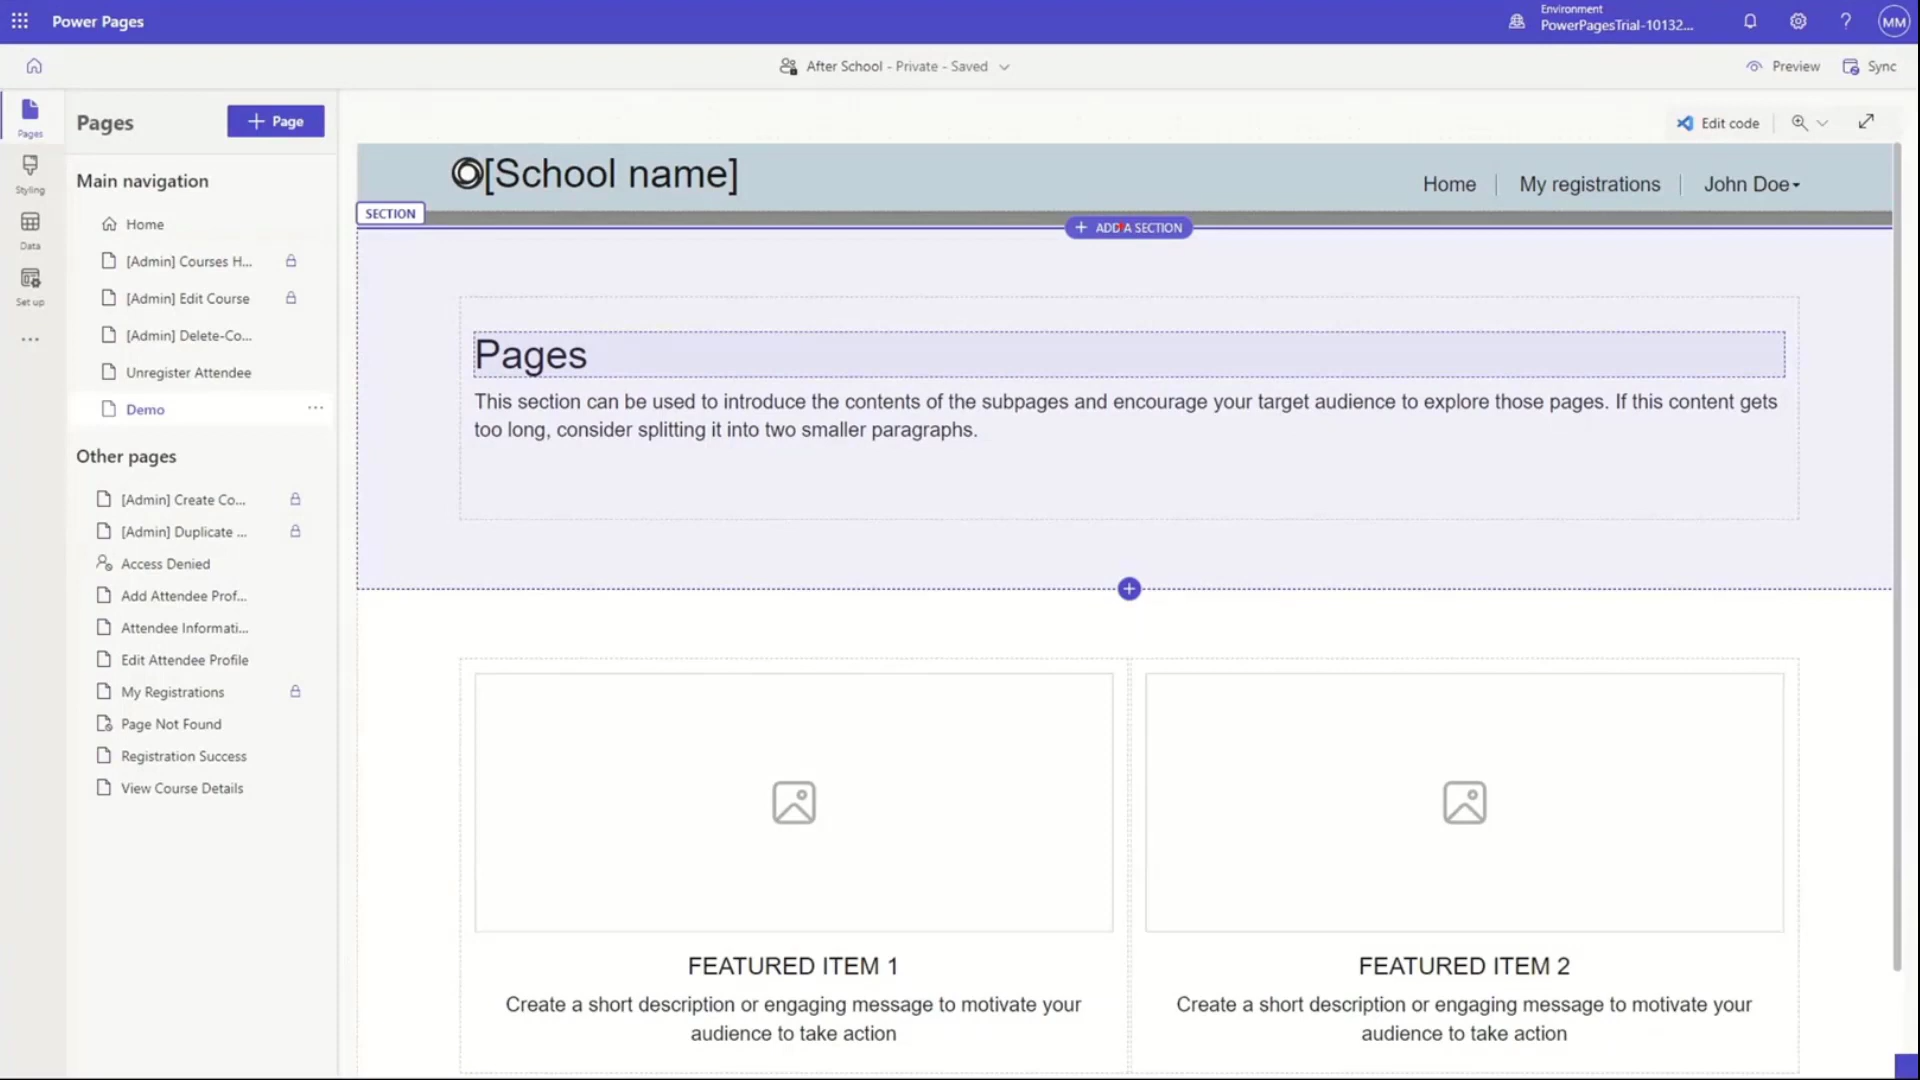 Power Pages
Environment
PowerPagesTrial-10132...
?
MM
After School - Private - Saved
Preview
Sync
Pages
Styling
Data
Set up
Pages
+ Page
Main navigation
Home
[Admin] Courses H...
[Admin] Edit Course
[Admin] Delete-Co...
Unregister Attendee
Demo
Other pages
[Admin] Create Co...
[Admin] Duplicate ...
Access Denied
Add Attendee Prof...
Attendee Informati...
Edit Attendee Profile
My Registrations
Page Not Found
Registration Success
View Course Details
Edit code
[School name]
Home
My registrations
John Doe
SECTION
+ ADD A SECTION
Pages
This section can be used to introduce the contents of the subpages and encourage your target audience to explore those pages. If this content gets
too long, consider splitting it into two smaller paragraphs.
FEATURED ITEM 1
Create a short description or engaging message to motivate your
audience to take action
FEATURED ITEM 2
Create a short description or engaging message to motivate your
audience to take action